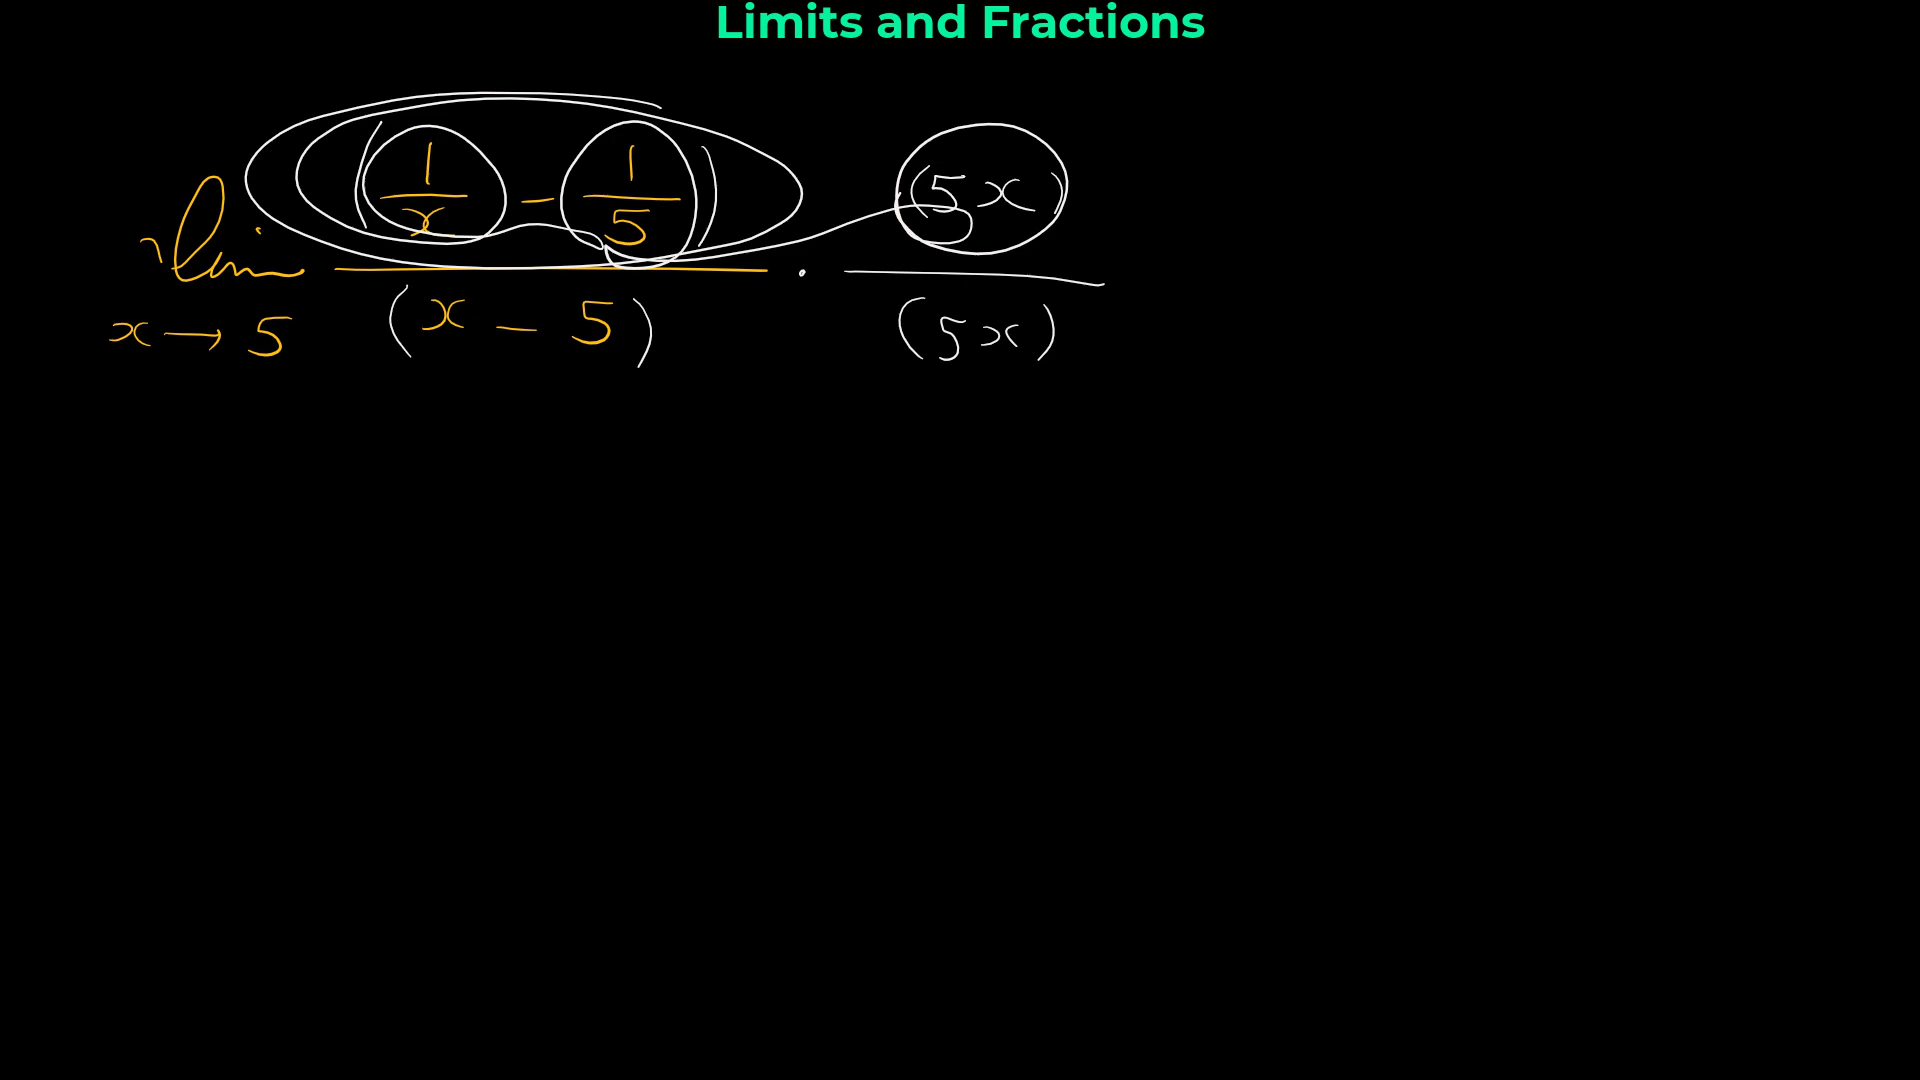 Limits and Fractions
lim (1/x - 1/5) / (x - 5) · (5x) / (5x)
x → 5